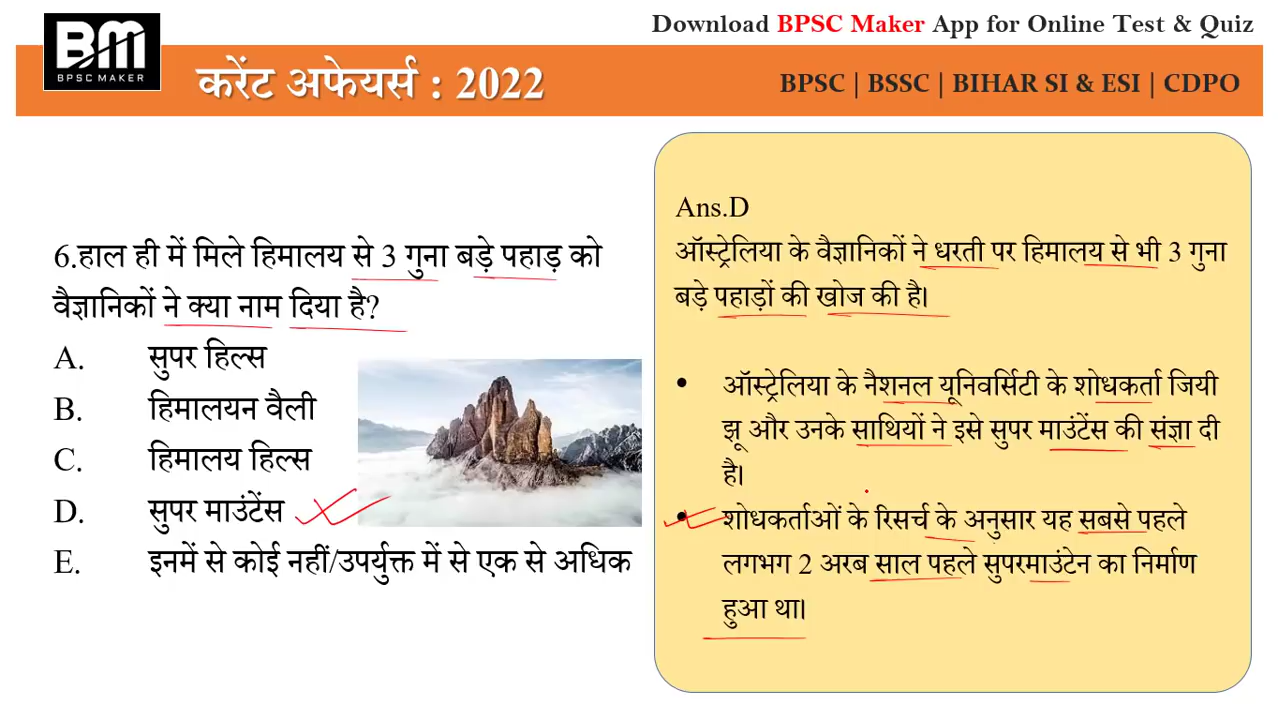 Download BPSC Maker App for Online Test & Quiz
BM
BPSC MAKER
करेंट अफेयर्स : 2022
BPSC | BSSC | BIHAR SI & ESI | CDPO
6.हाल ही में मिले हिमालय से 3 गुना बड़े पहाड़ को
वैज्ञानिकों ने क्या नाम दिया है?
A. सुपर हिल्स
B. हिमालयन वैली
C. हिमालय हिल्स
D. सुपर माउंटेंस
E. इनमें से कोई नहीं/उपर्युक्त में से एक से अधिक
Ans.D
ऑस्ट्रेलिया के वैज्ञानिकों ने धरती पर हिमालय से भी 3 गुना
बड़े पहाड़ों की खोज की है।
• ऑस्ट्रेलिया के नैशनल यूनिवर्सिटी के शोधकर्ता जियी
झू और उनके साथियों ने इसे सुपर माउंटेंस की संज्ञा दी
है।
• शोधकर्ताओं के रिसर्च के अनुसार यह सबसे पहले
लगभग 2 अरब साल पहले सुपरमाउंटेन का निर्माण
हुआ था।